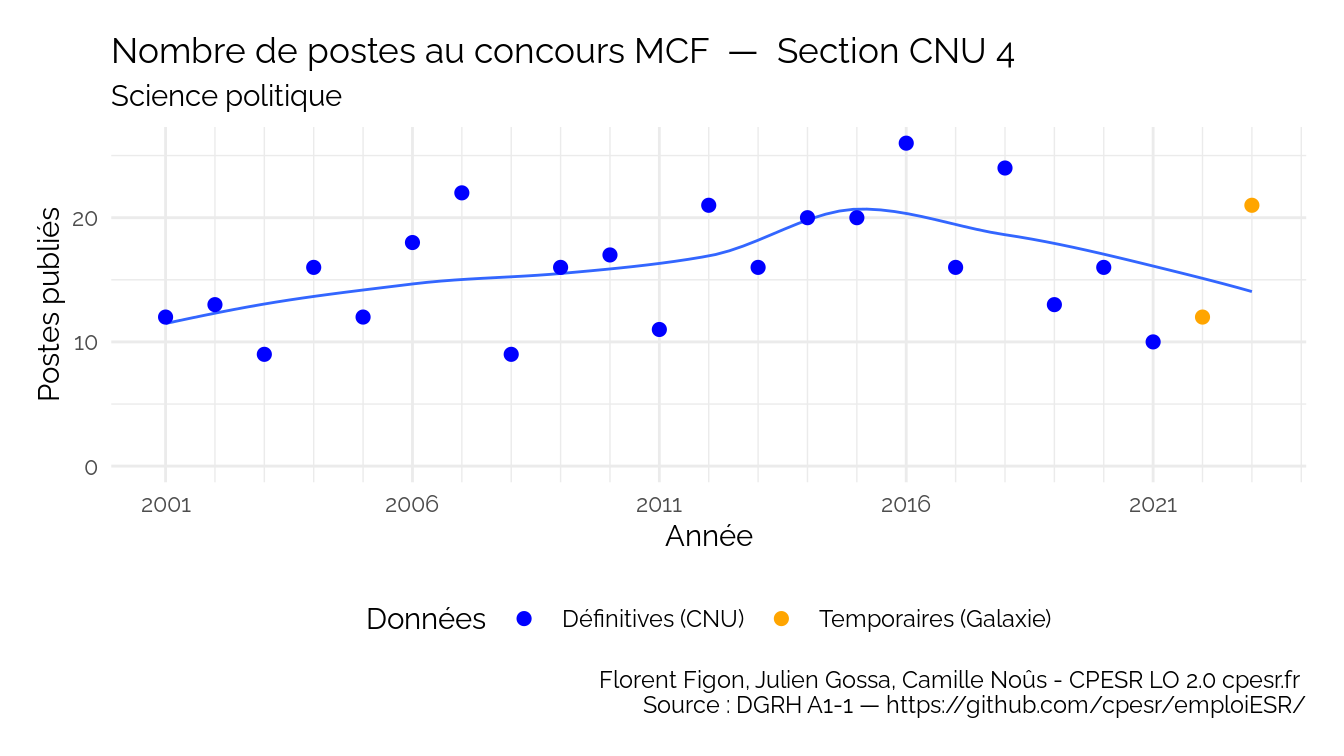 Nombre de postes au concours MCF — Section CNU 4
Science politique
Postes publiés
20
10
0
2001 2006 2011 2016 2021
Année
Données Définitives (CNU) Temporaires (Galaxie)
Florent Figon, Julien Gossa, Camille Noûs - CPESR LO 2.0 cpesr.fr
Source : DGRH A1-1 — https://github.com/cpesr/emploiESR/